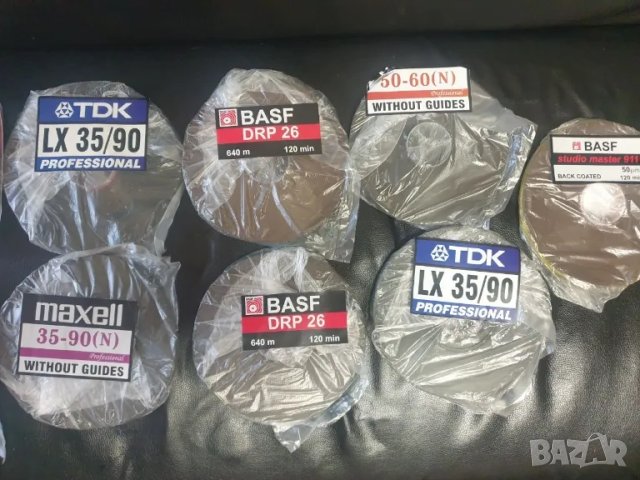 TDK
LX 35/90
PROFESSIONAL
BASF
DRP 26
640 m 120 min
50-60(N)
Professional
WITHOUT GUIDES
BASF
studio master 911
50µm
BACK COATED 120 min
maxell
35-90(N)
Professional
WITHOUT GUIDES
BASF
DRP 26
640 m 120 min
TDK
LX 35/90
PROFESSIONAL
BAZAR